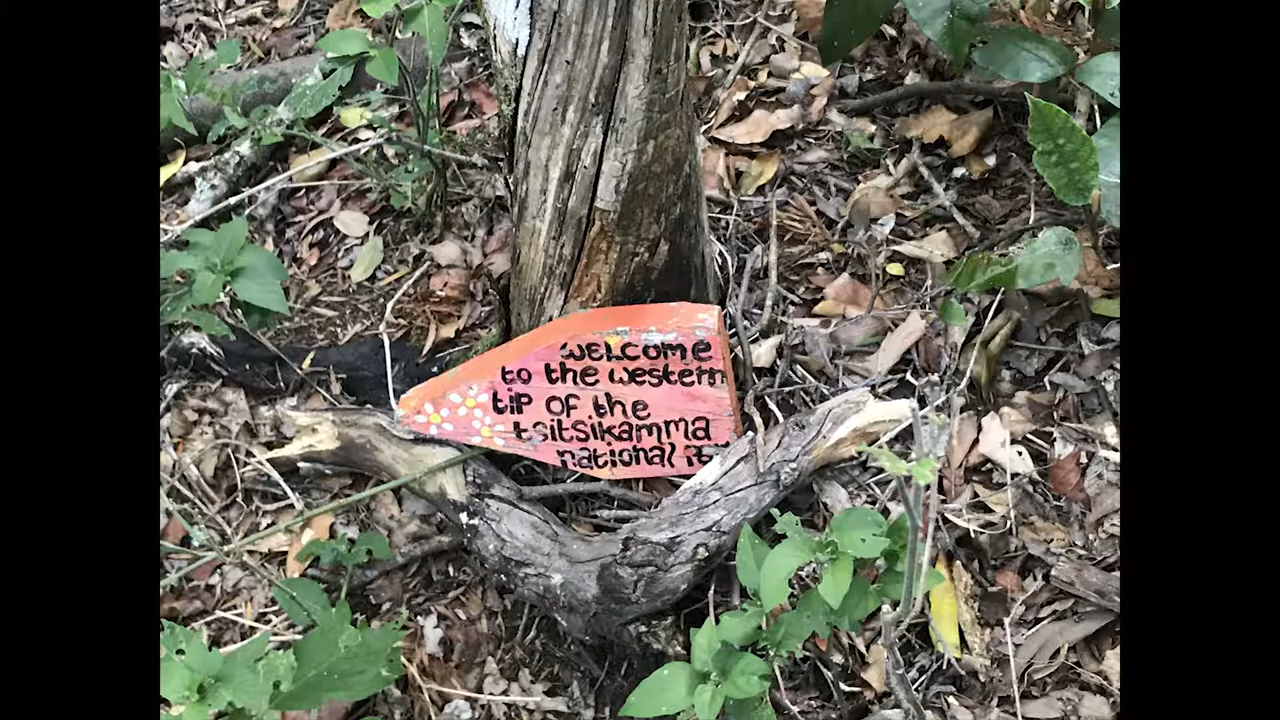 WELCOME
to the western
tip OF the
tsitsikamma
national